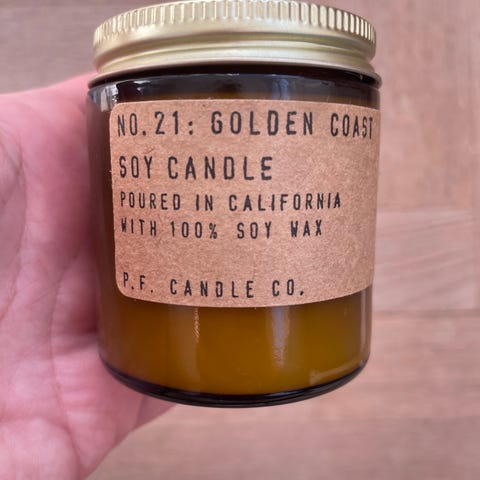 NO.21: GOLDEN COAST
SOY CANDLE
POURED IN CALIFORNIA
WITH 100% SOY WAX
P.F. CANDLE CO.